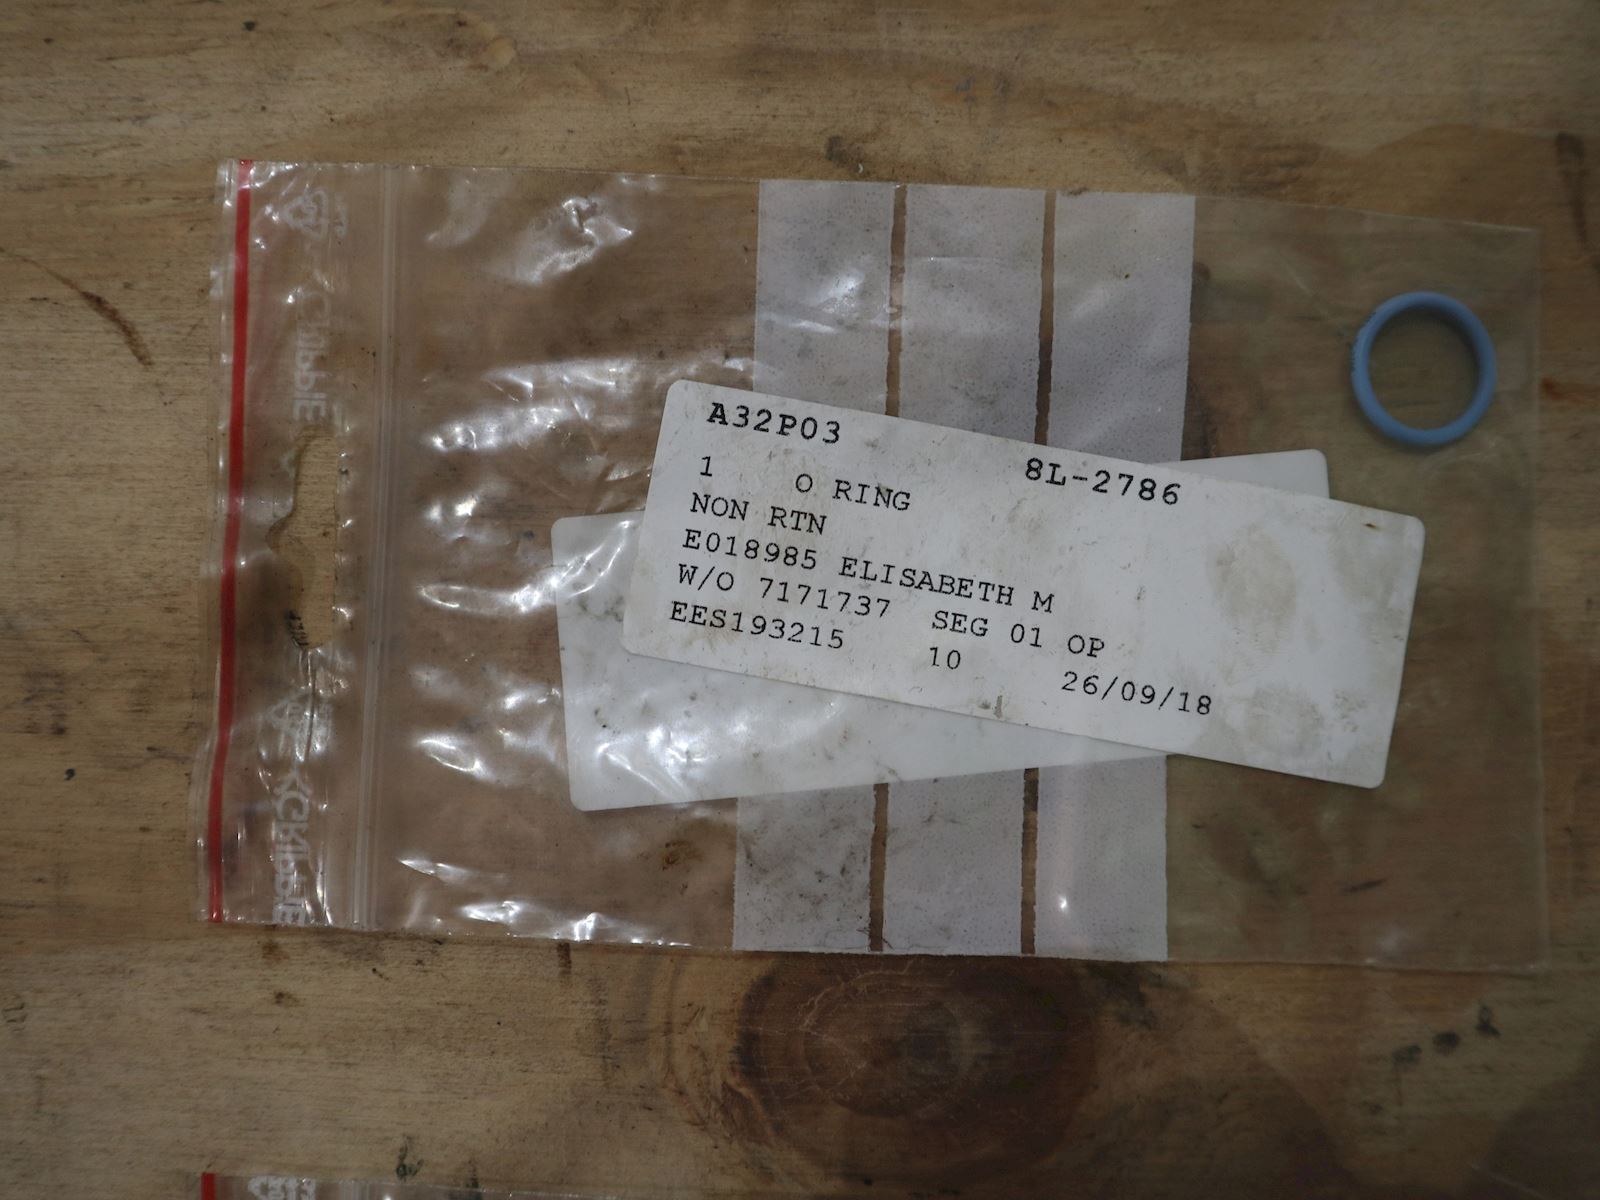 A32P03 8L-2786
1 O RING
NON RTN
E018985 ELISABETH M
W/O 7171737 SEG 01 OP
EES193215 10 26/09/18